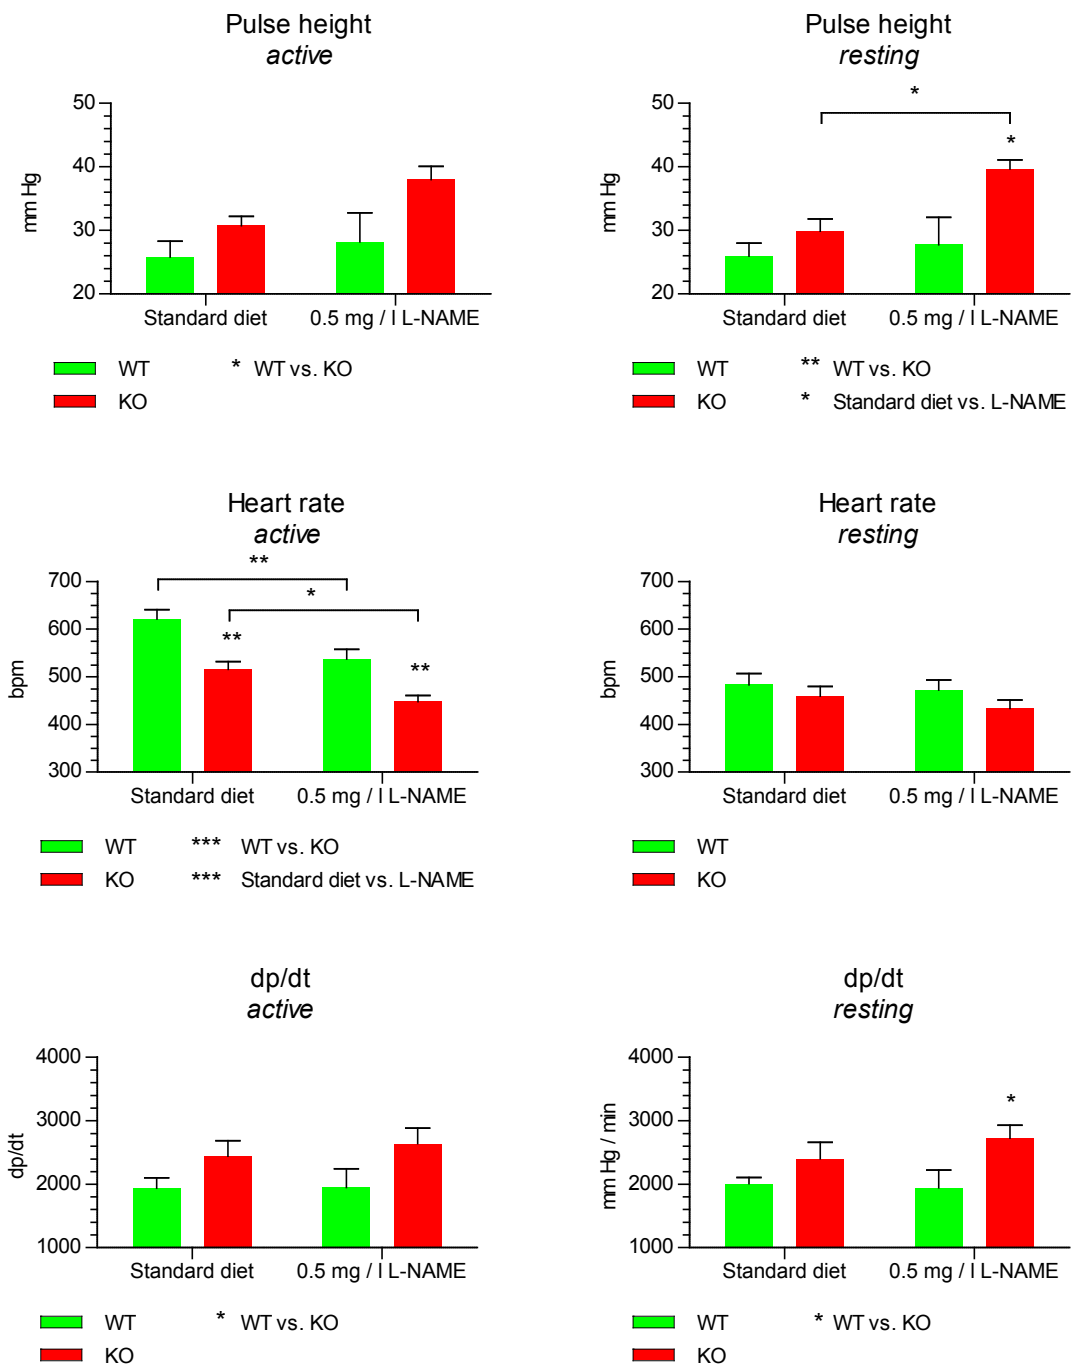 Pulse height
active
50
40
30
20
mm Hg
Standard diet
0.5 mg / l L-NAME
WT
* WT vs. KO
KO
Pulse height
resting
*
*
50
40
30
20
mm Hg
Standard diet
0.5 mg / l L-NAME
WT
** WT vs. KO
KO
* Standard diet vs. L-NAME
Heart rate
active
**
*
**
**
700
600
500
400
300
bpm
Standard diet
0.5 mg / l L-NAME
WT
*** WT vs. KO
KO
*** Standard diet vs. L-NAME
Heart rate
resting
700
600
500
400
300
bpm
Standard diet
0.5 mg / l L-NAME
WT
KO
dp/dt
active
4000
3000
2000
1000
dp/dt
Standard diet
0.5 mg / l L-NAME
WT
* WT vs. KO
KO
dp/dt
resting
*
4000
3000
2000
1000
mm Hg / min
Standard diet
0.5 mg / l L-NAME
WT
* WT vs. KO
KO